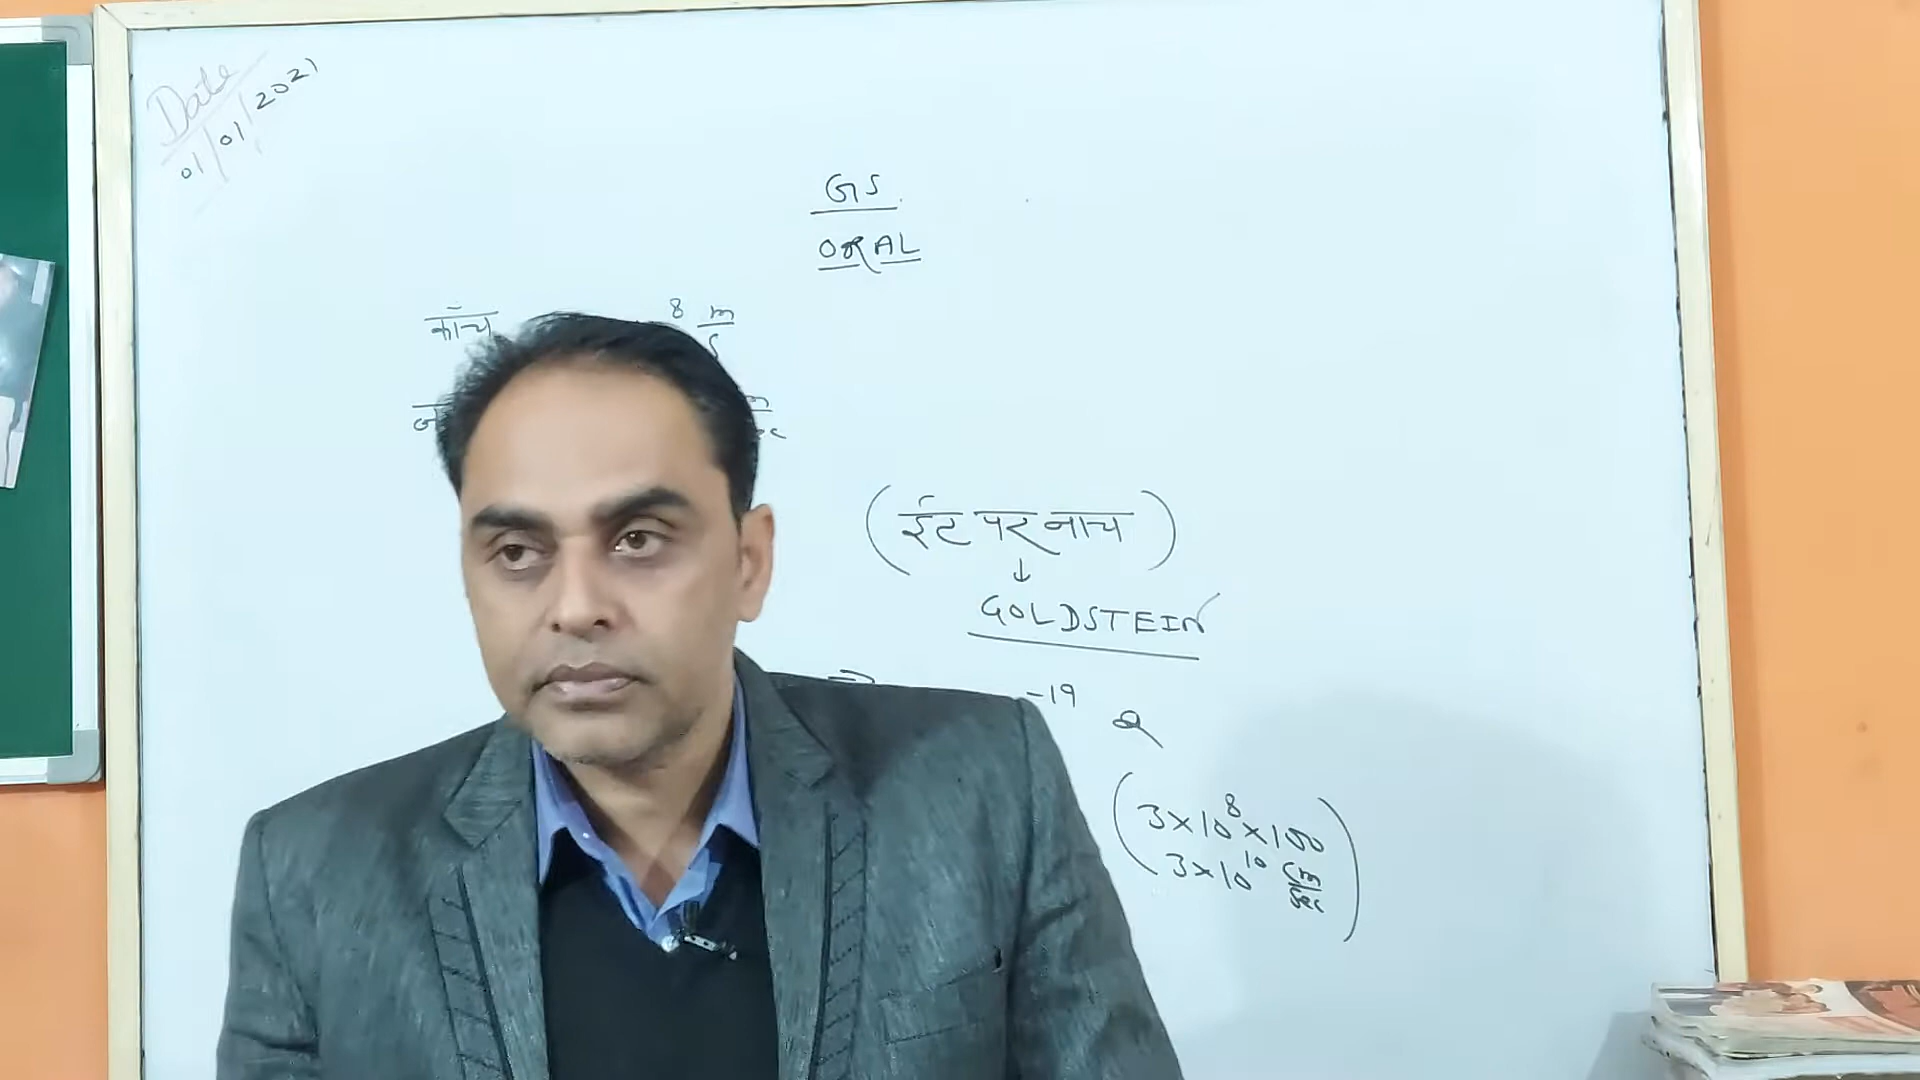 Date
01/01/2021
GS.
ORAL
काँच
8 m
s
(ईंट पर नाच)
↓
GOLDSTEIN
-19
(3×10⁸×100
3×10¹⁰ cm/sec)